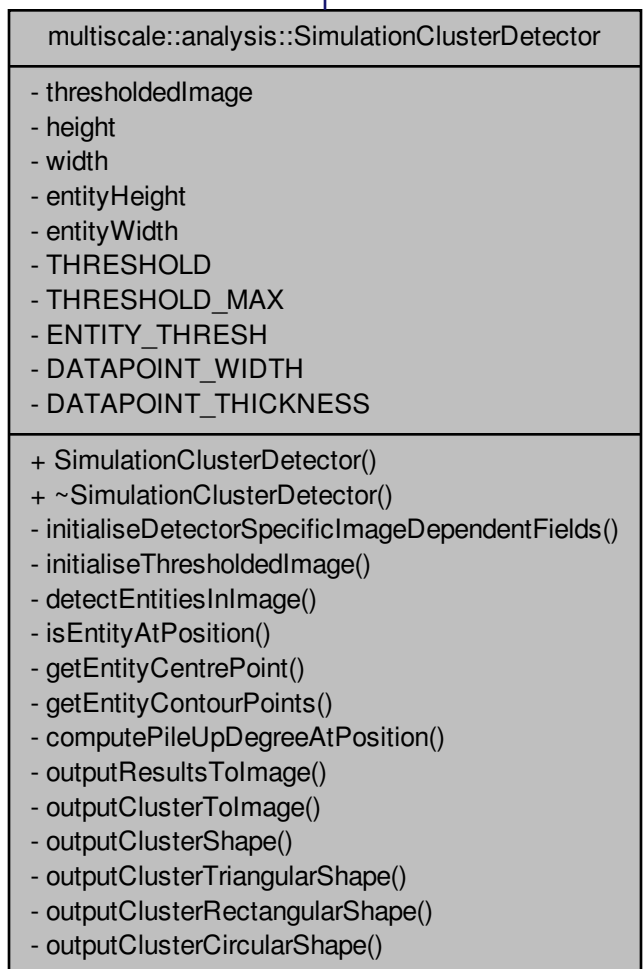 multiscale::analysis::SimulationClusterDetector
- thresholdedImage
- height
- width
- entityHeight
- entityWidth
- THRESHOLD
- THRESHOLD_MAX
- ENTITY_THRESH
- DATAPOINT_WIDTH
- DATAPOINT_THICKNESS
+ SimulationClusterDetector()
+ ~SimulationClusterDetector()
- initialiseDetectorSpecificImageDependentFields()
- initialiseThresholdedImage()
- detectEntitiesInImage()
- isEntityAtPosition()
- getEntityCentrePoint()
- getEntityContourPoints()
- computePileUpDegreeAtPosition()
- outputResultsToImage()
- outputClusterToImage()
- outputClusterShape()
- outputClusterTriangularShape()
- outputClusterRectangularShape()
- outputClusterCircularShape()